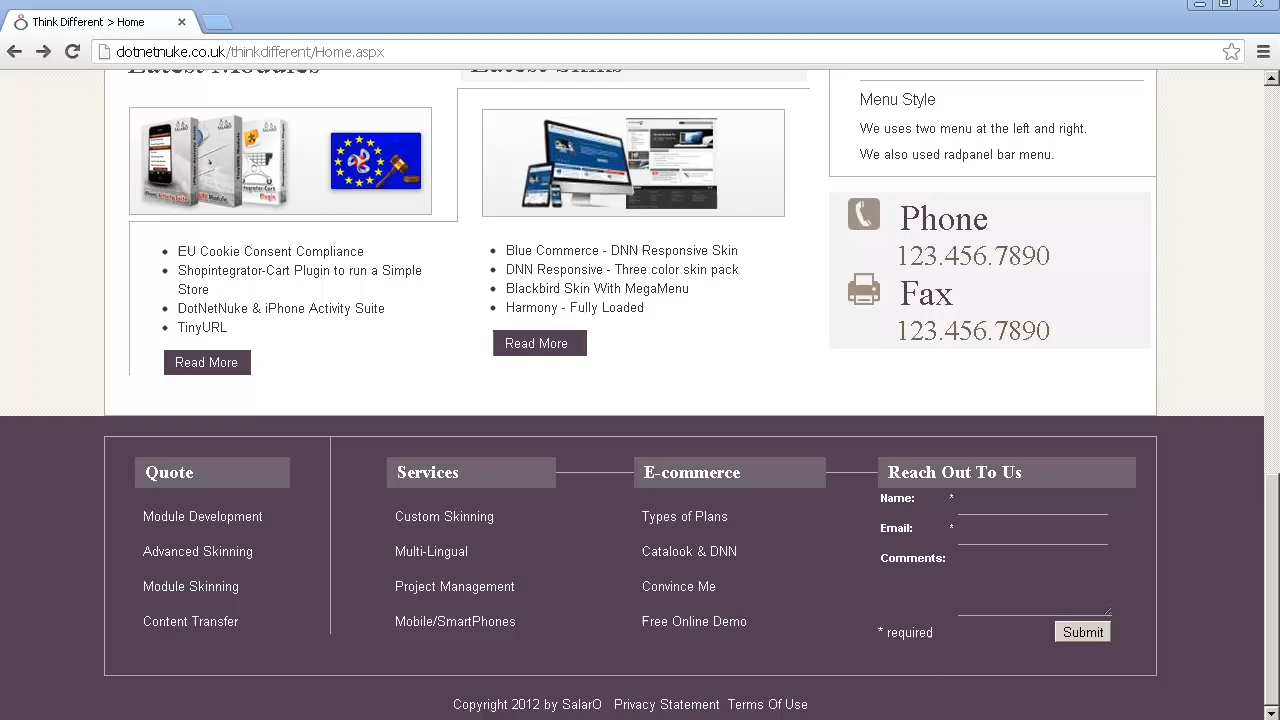 Think Different > Home
dotnetnuke.co.uk/thinkdifferent/Home.aspx
Latest Modules
Latest Skins
EU Cookie Consent Compliance
Shopintegrator-Cart Plugin to run a Simple
Store
DotNetNuke & iPhone Activity Suite
TinyURL
Read More
Blue Commerce - DNN Responsive Skin
DNN Responsive - Three color skin pack
Blackbird Skin With MegaMenu
Harmony - Fully Loaded
Read More
Menu Style
We uses two menu at the left and right.
We also used radpanel bar menu.
Phone
123.456.7890
Fax
123.456.7890
Quote
Module Development
Advanced Skinning
Module Skinning
Content Transfer
Services
Custom Skinning
Multi-Lingual
Project Management
Mobile/SmartPhones
E-commerce
Types of Plans
Catalook & DNN
Convince Me
Free Online Demo
Reach Out To Us
Name: *
Email: *
Comments:
* required
Submit
Copyright 2012 by SalarO Privacy Statement Terms Of Use